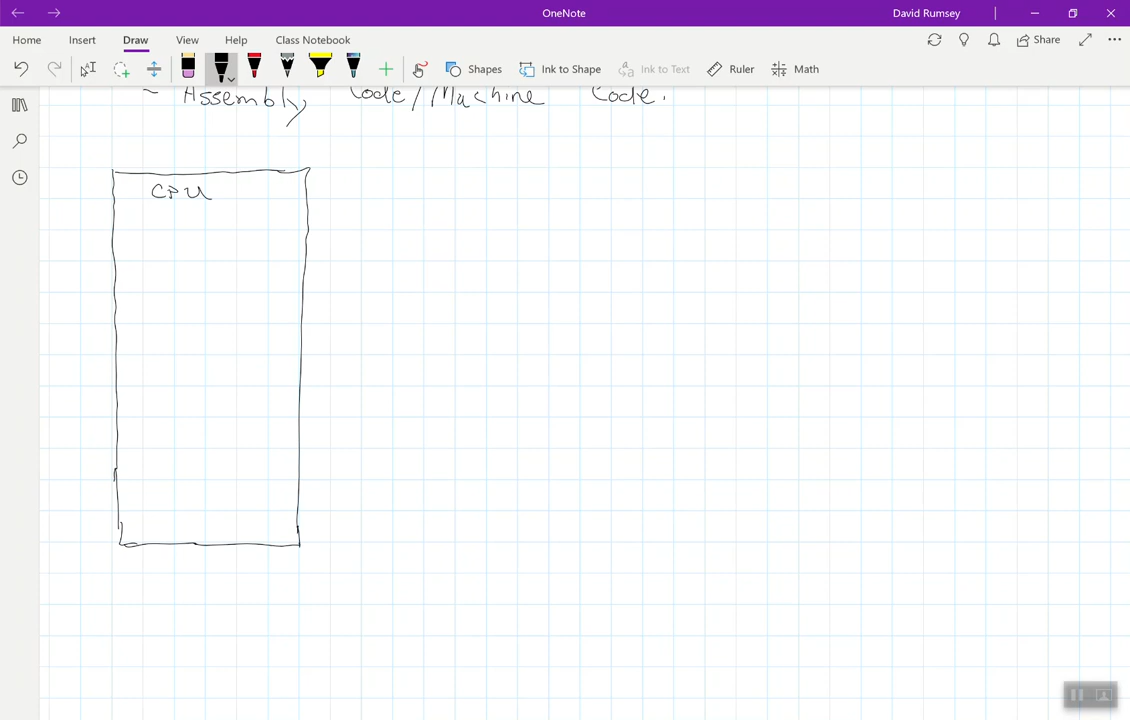 OneNote
David Rumsey
Home Insert Draw View Help Class Notebook
Share
Shapes Ink to Shape Ink to Text Ruler Math
~ Assembly Code/Machine Code.
CPU